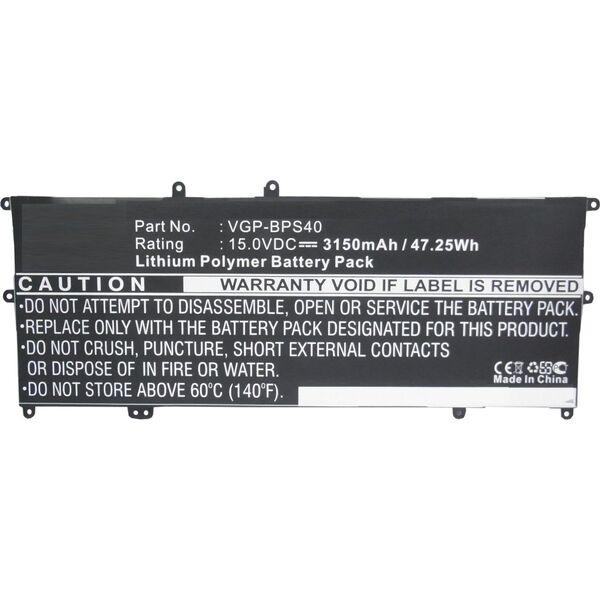 Part No. : VGP-BPS40
Rating : 15.0VDC⎓ 3150mAh / 47.25Wh
Lithium Polymer Battery Pack
CAUTION WARRANTY VOID IF LABEL IS REMOVED
•DO NOT ATTEMPT TO DISASSEMBLE, OPEN OR SERVICE THE BATTERY PACK.
•REPLACE ONLY WITH THE BATTERY PACK DESIGNATED FOR THIS PRODUCT.
•DO NOT CRUSH, PUNCTURE, SHORT EXTERNAL CONTACTS
OR DISPOSE OF IN FIRE OR WATER.
•DO NOT STORE ABOVE 60°C (140°F).
CE
Made In China